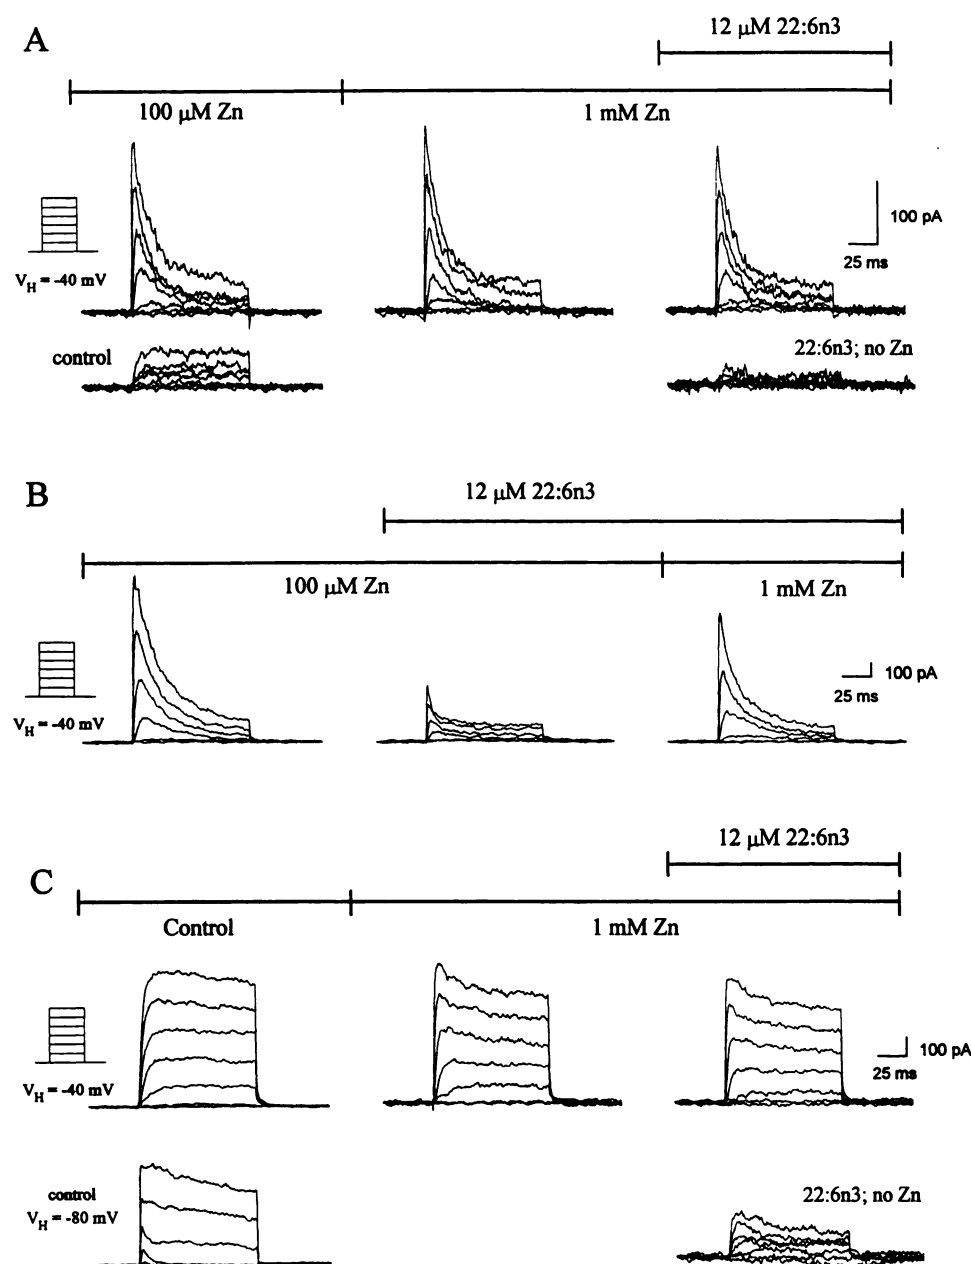 A
12 μM 22:6n3
100 μM Zn
1 mM Zn
100 pA
25 ms
V_H = -40 mV
control
22:6n3; no Zn
B
12 μM 22:6n3
100 μM Zn
1 mM Zn
100 pA
25 ms
V_H = -40 mV
12 μM 22:6n3
C
Control
1 mM Zn
100 pA
25 ms
V_H = -40 mV
control
V_H = -80 mV
22:6n3; no Zn